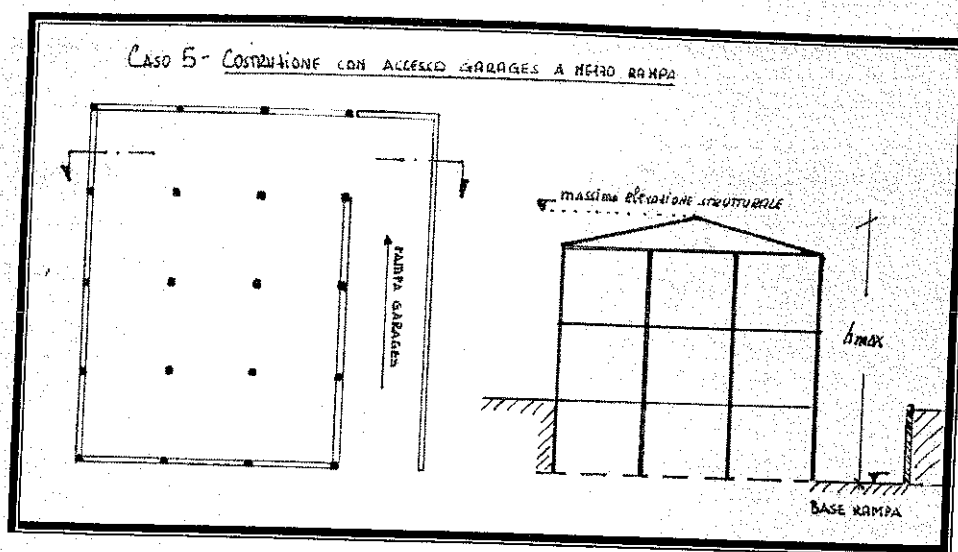 CASO 5 - COSTRUZIONE CON ACCESSO GARAGES A MEZZO RAMPA
MASSIMA ELEVAZIONE STRUTTURALE
RAMPA GARAGES
hmax
BASE RAMPA